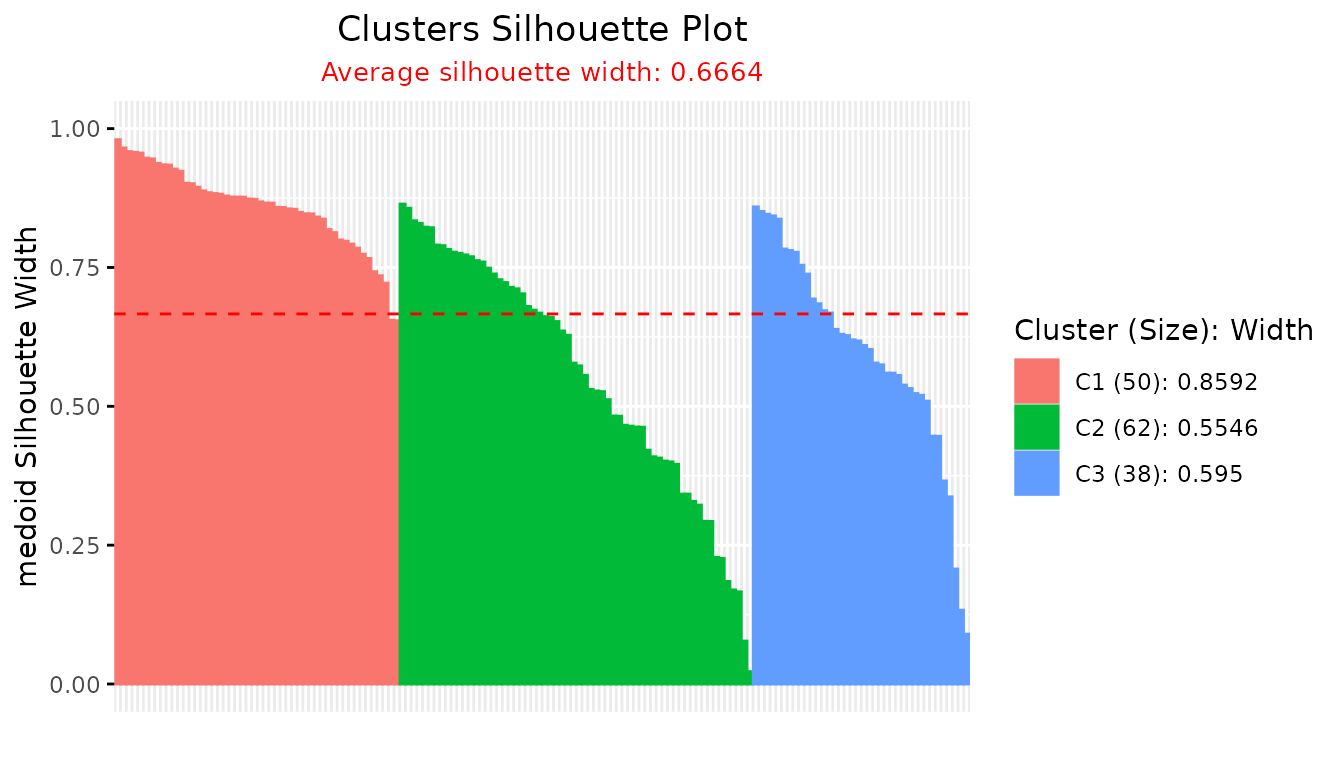 Clusters Silhouette Plot
Average silhouette width: 0.6664
medoid Silhouette Width
1.00
0.75
0.50
0.25
0.00
Cluster (Size): Width
C1 (50): 0.8592
C2 (62): 0.5546
C3 (38): 0.595